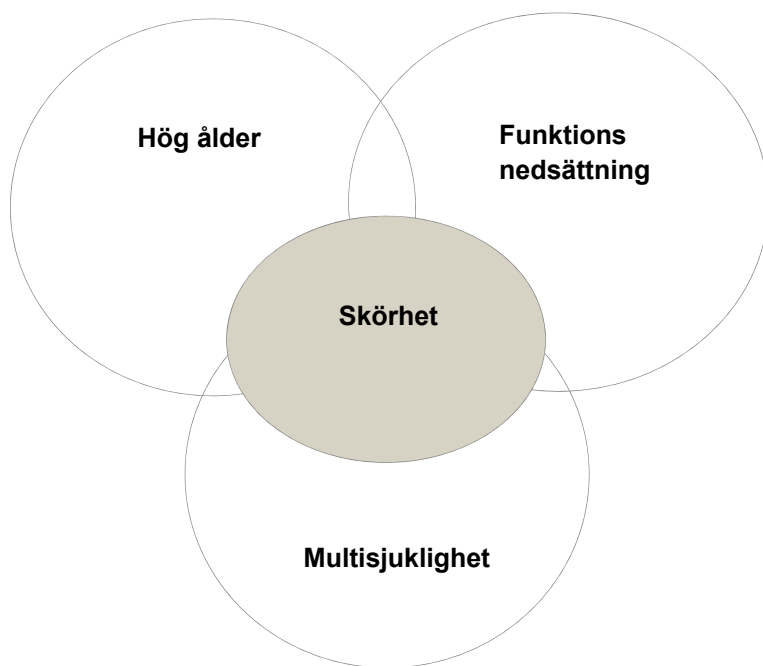 Hög ålder
Funktions
nedsättning
Skörhet
Multisjuklighet